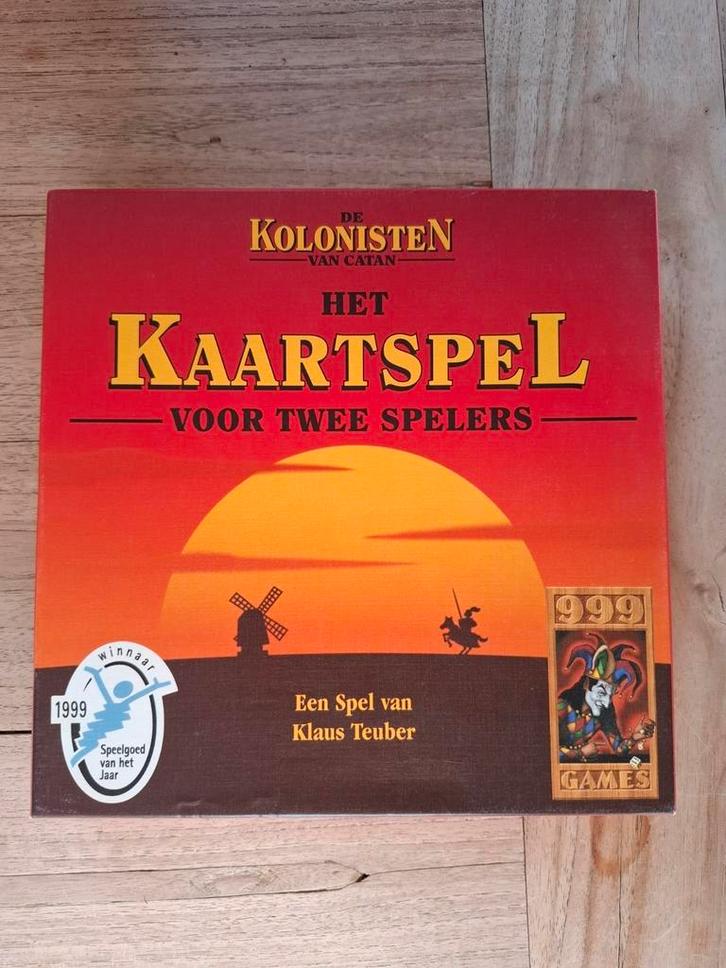 DE
KOLONISTEN
VAN CATAN
HET
KAARTSPEL
VOOR TWEE SPELERS
Een Spel van
Klaus Teuber
winnaar
1999
Speelgoed
van het
Jaar
999
GAMES